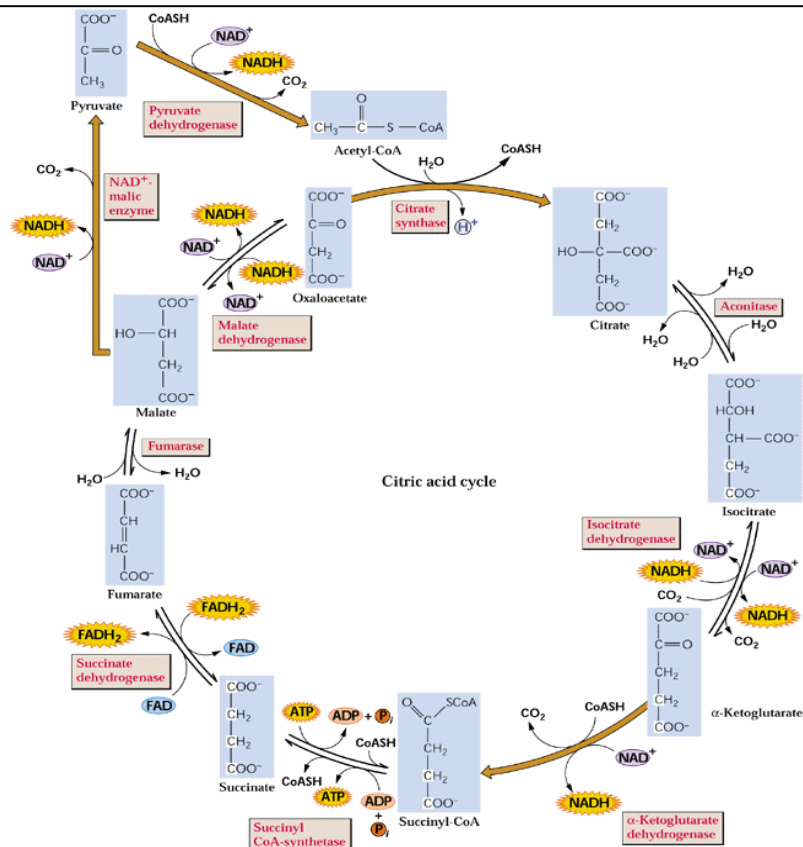 COO⁻
C=O
CH₃
Pyruvate
CoASH
NAD⁺
NADH
CO₂
Pyruvate
dehydrogenase
O
CH₃—C—S—CoA
Acetyl-CoA
H₂O
CoASH
Citrate
synthase
H⁺
CO₂
NAD⁺-
malic
enzyme
NADH
NAD⁺
NADH
NAD⁺
NADH
NAD⁺
Malate
dehydrogenase
COO⁻
C=O
CH₂
COO⁻
Oxaloacetate
COO⁻
CH₂
HO—C—COO⁻
CH₂
COO⁻
Citrate
H₂O
Aconitase
H₂O
H₂O
H₂O
COO⁻
HCOH
CH—COO⁻
CH₂
COO⁻
Isocitrate
COO⁻
HO—CH
CH₂
COO⁻
Malate
Fumarase
H₂O
H₂O
Citric acid cycle
COO⁻
CH
HC
COO⁻
Fumarate
Isocitrate
dehydrogenase
NAD⁺
NADH
NAD⁺
CO₂
NADH
CO₂
COO⁻
C=O
CH₂
CH₂
COO⁻
α-Ketoglutarate
FADH₂
FADH₂
FAD
Succinate
dehydrogenase
FAD
COO⁻
CH₂
CH₂
COO⁻
Succinate
ATP
ADP + Pᵢ
CoASH
CoASH
ATP
ADP
+ Pᵢ
Succinyl
CoA-synthetase
O
SCoA
C
CH₂
CH₂
COO⁻
Succinyl-CoA
CO₂
CoASH
NAD⁺
NADH
α-Ketoglutarate
dehydrogenase